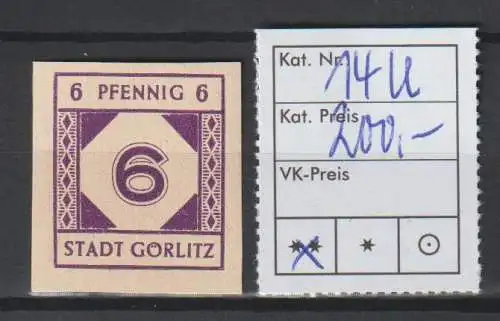 6 PFENNIG 6
6
STADT GÖRLITZ
Kat. Nr. 14 U
Kat. Preis
200,-
VK-Preis